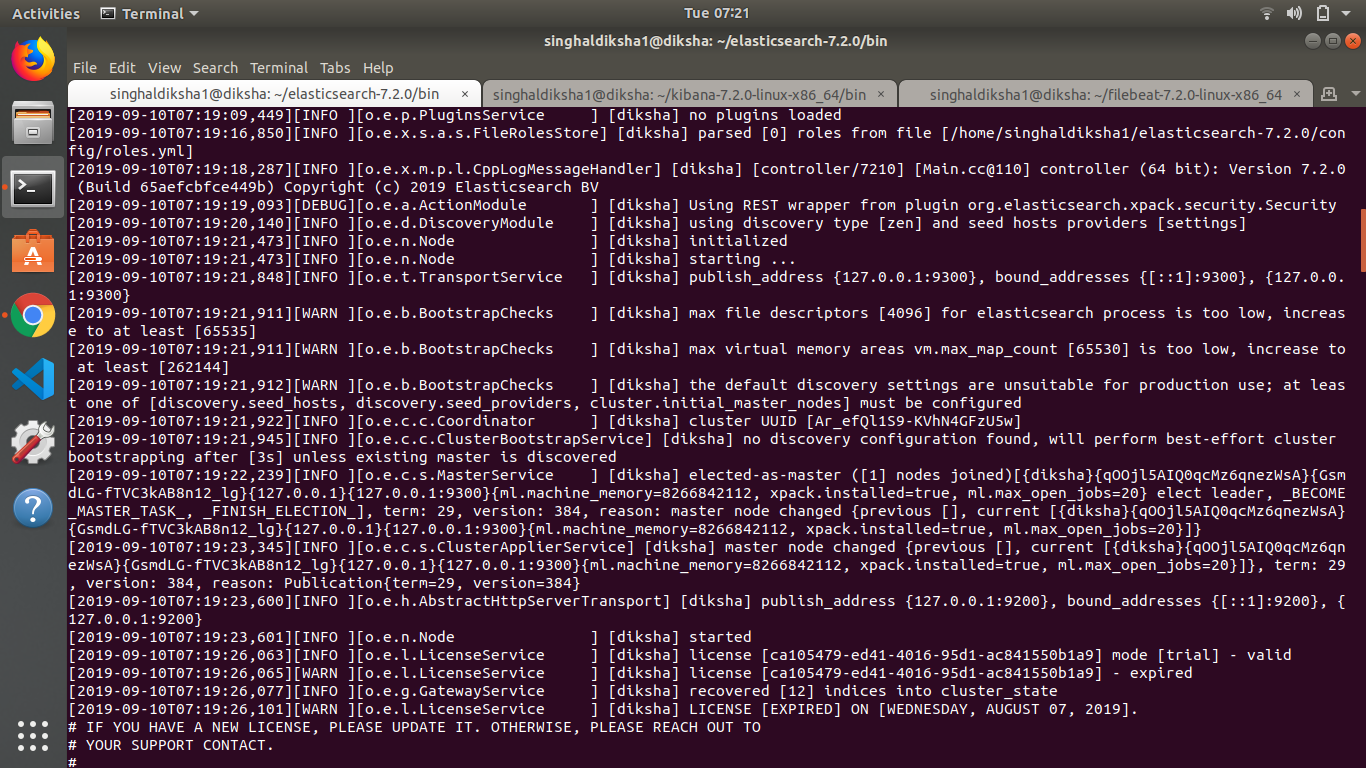 Activities Terminal Tue 07:21
singhaldiksha1@diksha: ~/elasticsearch-7.2.0/bin
File Edit View Search Terminal Tabs Help
singhaldiksha1@diksha: ~/elasticsearch-7.2.0/bin × singhaldiksha1@diksha: ~/kibana-7.2.0-linux-x86_64/bin × singhaldiksha1@diksha: ~/filebeat-7.2.0-linux-x86_64 ×
[2019-09-10T07:19:09,449][INFO ][o.e.p.PluginsService     ] [diksha] no plugins loaded
[2019-09-10T07:19:16,850][INFO ][o.e.x.s.a.s.FileRolesStore] [diksha] parsed [0] roles from file [/home/singhaldiksha1/elasticsearch-7.2.0/con
fig/roles.yml]
[2019-09-10T07:19:18,287][INFO ][o.e.x.m.p.l.CppLogMessageHandler] [diksha] [controller/7210] [Main.cc@110] controller (64 bit): Version 7.2.0
 (Build 65aefcbfce449b) Copyright (c) 2019 Elasticsearch BV
[2019-09-10T07:19:19,093][DEBUG][o.e.a.ActionModule       ] [diksha] Using REST wrapper from plugin org.elasticsearch.xpack.security.Security
[2019-09-10T07:19:20,140][INFO ][o.e.d.DiscoveryModule    ] [diksha] using discovery type [zen] and seed hosts providers [settings]
[2019-09-10T07:19:21,473][INFO ][o.e.n.Node               ] [diksha] initialized
[2019-09-10T07:19:21,473][INFO ][o.e.n.Node               ] [diksha] starting ...
[2019-09-10T07:19:21,848][INFO ][o.e.t.TransportService   ] [diksha] publish_address {127.0.0.1:9300}, bound_addresses {[::1]:9300}, {127.0.0.
1:9300}
[2019-09-10T07:19:21,911][WARN ][o.e.b.BootstrapChecks    ] [diksha] max file descriptors [4096] for elasticsearch process is too low, increas
e to at least [65535]
[2019-09-10T07:19:21,911][WARN ][o.e.b.BootstrapChecks    ] [diksha] max virtual memory areas vm.max_map_count [65530] is too low, increase to
 at least [262144]
[2019-09-10T07:19:21,912][WARN ][o.e.b.BootstrapChecks    ] [diksha] the default discovery settings are unsuitable for production use; at leas
t one of [discovery.seed_hosts, discovery.seed_providers, cluster.initial_master_nodes] must be configured
[2019-09-10T07:19:21,922][INFO ][o.e.c.c.Coordinator      ] [diksha] cluster UUID [Ar_efQl1S9-KVhN4GFzU5w]
[2019-09-10T07:19:21,945][INFO ][o.e.c.c.ClusterBootstrapService] [diksha] no discovery configuration found, will perform best-effort cluster
bootstrapping after [3s] unless existing master is discovered
[2019-09-10T07:19:22,239][INFO ][o.e.c.s.MasterService    ] [diksha] elected-as-master ([1] nodes joined)[{diksha}{qOOjl5AIQ0qcMz6qnezWsA}{Gsm
dLG-fTVC3kAB8n12_lg}{127.0.0.1}{127.0.0.1:9300}{ml.machine_memory=8266842112, xpack.installed=true, ml.max_open_jobs=20} elect leader, _BECOME
_MASTER_TASK_, _FINISH_ELECTION_], term: 29, version: 384, reason: master node changed {previous [], current [{diksha}{qOOjl5AIQ0qcMz6qnezWsA}
{GsmdLG-fTVC3kAB8n12_lg}{127.0.0.1}{127.0.0.1:9300}{ml.machine_memory=8266842112, xpack.installed=true, ml.max_open_jobs=20}]}
[2019-09-10T07:19:23,345][INFO ][o.e.c.s.ClusterApplierService] [diksha] master node changed {previous [], current [{diksha}{qOOjl5AIQ0qcMz6qn
ezWsA}{GsmdLG-fTVC3kAB8n12_lg}{127.0.0.1}{127.0.0.1:9300}{ml.machine_memory=8266842112, xpack.installed=true, ml.max_open_jobs=20}]}, term: 29
, version: 384, reason: Publication{term=29, version=384}
[2019-09-10T07:19:23,600][INFO ][o.e.h.AbstractHttpServerTransport] [diksha] publish_address {127.0.0.1:9200}, bound_addresses {[::1]:9200}, {
127.0.0.1:9200}
[2019-09-10T07:19:23,601][INFO ][o.e.n.Node               ] [diksha] started
[2019-09-10T07:19:26,063][INFO ][o.e.l.LicenseService     ] [diksha] license [ca105479-ed41-4016-95d1-ac841550b1a9] mode [trial] - valid
[2019-09-10T07:19:26,065][WARN ][o.e.l.LicenseService     ] [diksha] license [ca105479-ed41-4016-95d1-ac841550b1a9] - expired
[2019-09-10T07:19:26,077][INFO ][o.e.g.GatewayService     ] [diksha] recovered [12] indices into cluster_state
[2019-09-10T07:19:26,101][WARN ][o.e.l.LicenseService     ] [diksha] LICENSE [EXPIRED] ON [WEDNESDAY, AUGUST 07, 2019].
# IF YOU HAVE A NEW LICENSE, PLEASE UPDATE IT. OTHERWISE, PLEASE REACH OUT TO
# YOUR SUPPORT CONTACT.
#